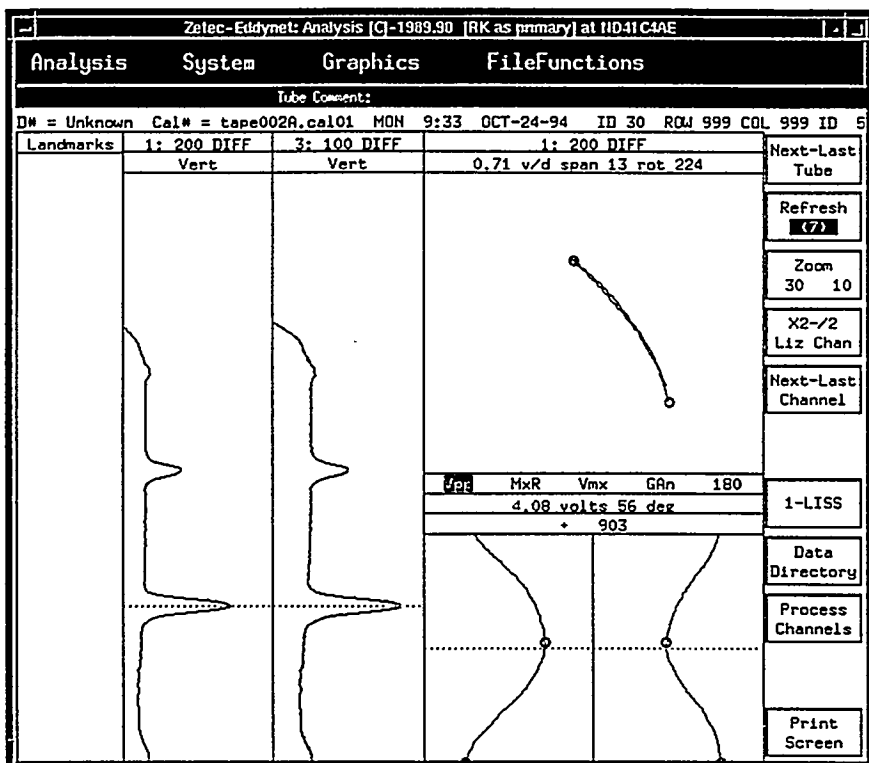 Zetec-Eddynet: Analysis [C]-1989.90 [RK as primary] at ND41C4AE
Analysis System Graphics FileFunctions
Tube Comment:
D# = Unknown Cal# = tape002A.cal01 MON 9:33 OCT-24-94 ID 30 ROW 999 COL 999 ID 5
Landmarks 1: 200 DIFF 3: 100 DIFF 1: 200 DIFF
Vert Vert 0.71 v/d span 13 rot 224
Next-Last
Tube
Refresh
(7)
Zoom
30 10
X2-/2
Liz Chan
Next-Last
Channel
Vpp MxR Vmx GAn 180
4.08 volts 56 deg
+ 903
1-LISS
Data
Directory
Process
Channels
Print
Screen